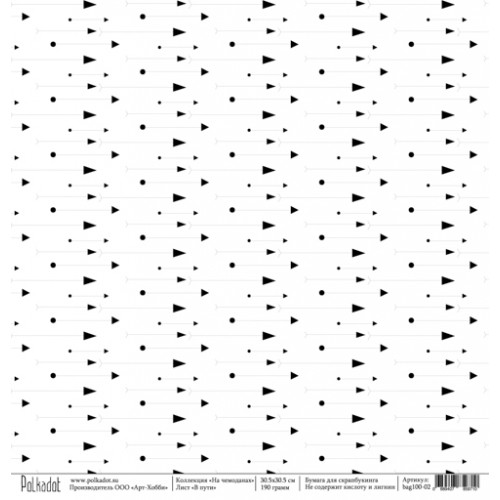 Polkadot
www.polkadot.su
Производитель ООО «Арт-Хобби»
Коллекция «На чемоданах»
Лист «В пути»
30.5x30.5 см
190 грамм
Бумага для скрапбукинга
Не содержит кислоту и лигнин
Артикул:
bag100-02